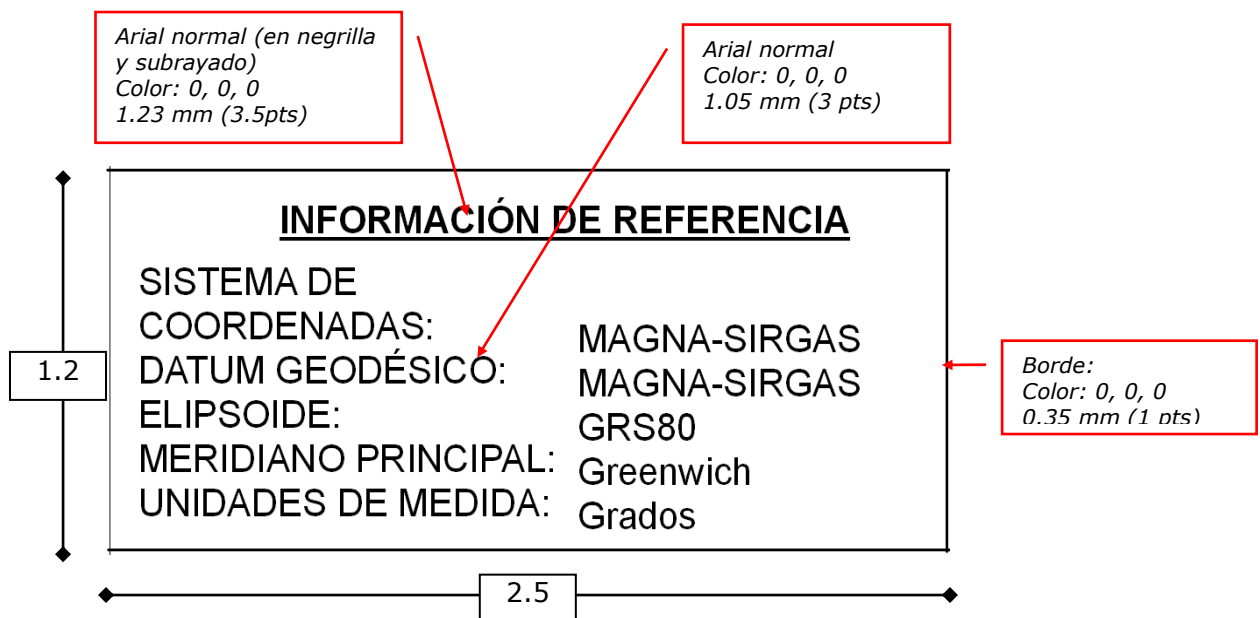 Arial normal (en negrilla
y subrayado)
Color: 0, 0, 0
1.23 mm (3.5pts)
Arial normal
Color: 0, 0, 0
1.05 mm (3 pts)
INFORMACIÓN DE REFERENCIA
SISTEMA DE
COORDENADAS:
DATUM GEODÉSICO:
ELIPSOIDE:
MERIDIANO PRINCIPAL:
UNIDADES DE MEDIDA:
MAGNA-SIRGAS
MAGNA-SIRGAS
GRS80
Greenwich
Grados
1.2
Borde:
Color: 0, 0, 0
0.35 mm (1 pts)
2.5